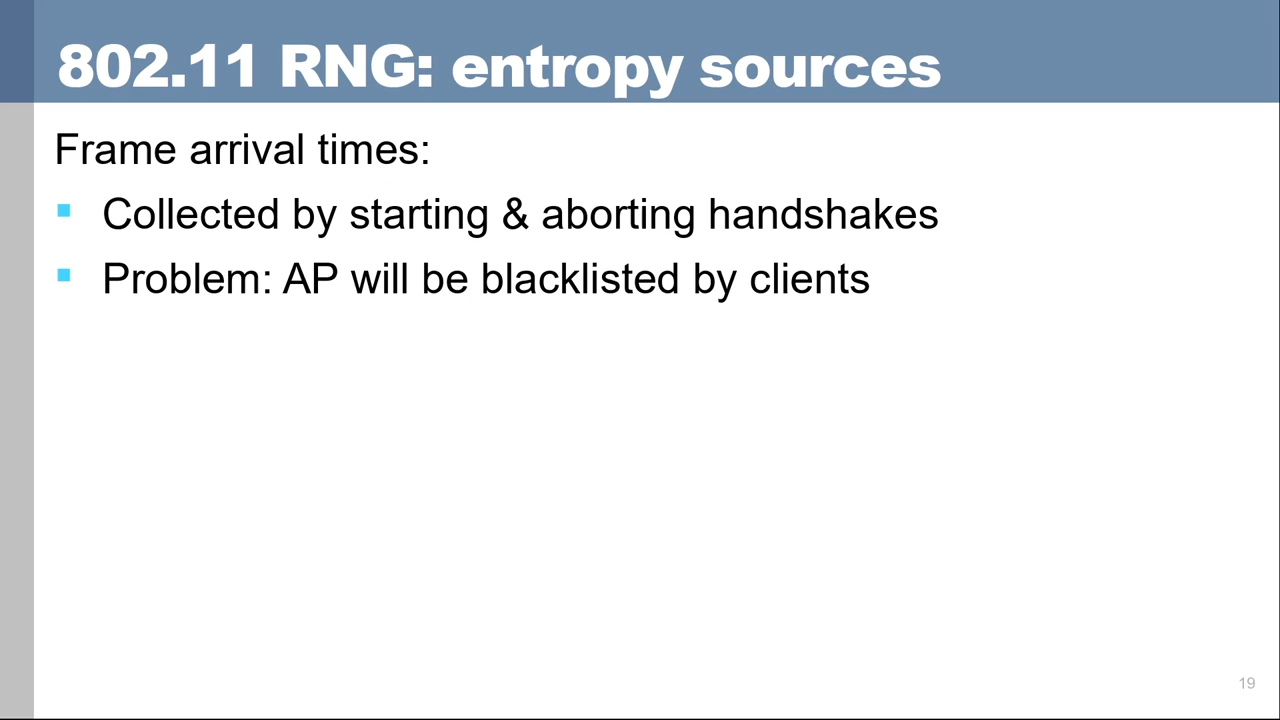 802.11 RNG: entropy sources
Frame arrival times:
Collected by starting & aborting handshakes
Problem: AP will be blacklisted by clients
19